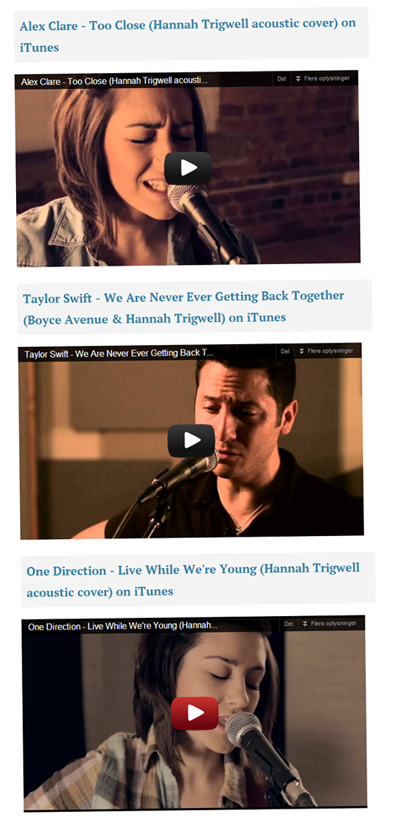 Alex Clare - Too Close (Hannah Trigwell acoustic cover) on
iTunes
Alex Clare - Too Close (Hannah Trigwell acousti...
Del
Flere oplysninger
Taylor Swift - We Are Never Ever Getting Back Together
(Boyce Avenue & Hannah Trigwell) on iTunes
Taylor Swift - We Are Never Ever Getting Back T...
Del
Flere oplysninger
One Direction - Live While We're Young (Hannah Trigwell
acoustic cover) on iTunes
One Direction - Live While We're Young (Hannah...
Del
Flere oplysninger